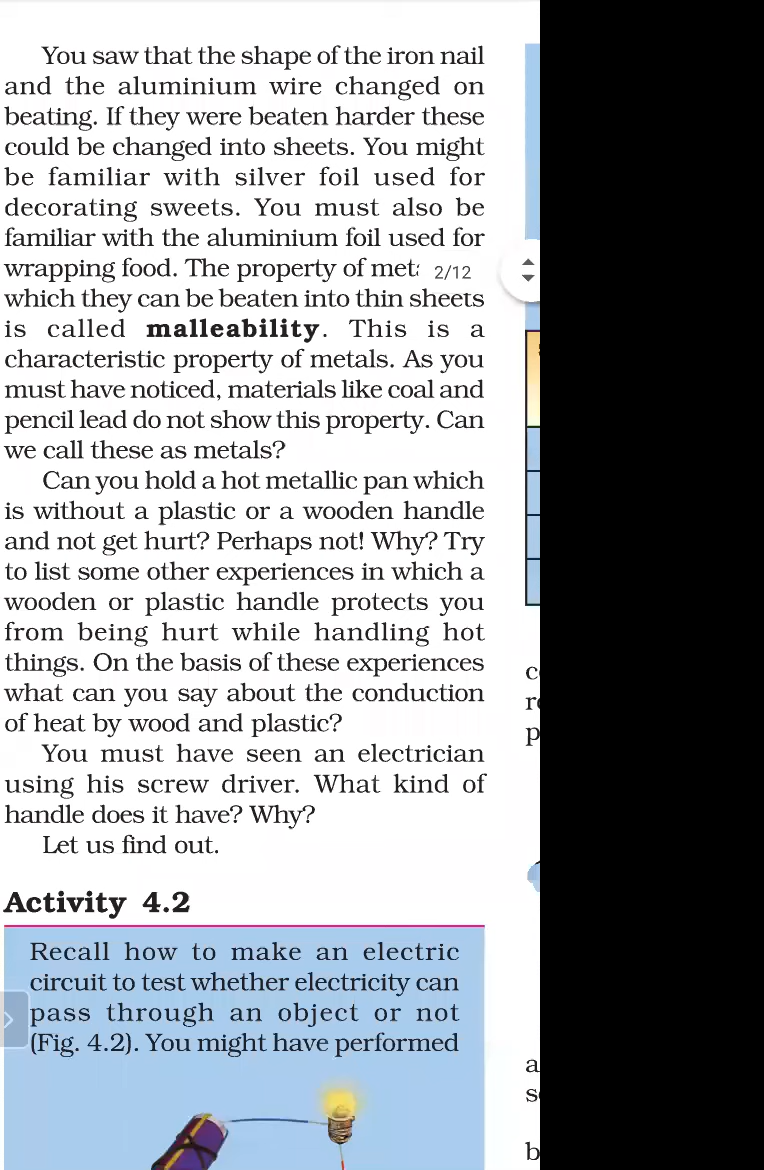 You saw that the shape of the iron nail
and the aluminium wire changed on
beating. If they were beaten harder these
could be changed into sheets. You might
be familiar with silver foil used for
decorating sweets. You must also be
familiar with the aluminium foil used for
wrapping food. The property of 2/12
which they can be beaten into thin sheets
is called malleability. This is a
characteristic property of metals. As you
must have noticed, materials like coal and
pencil lead do not show this property. Can
we call these as metals?
Can you hold a hot metallic pan which
is without a plastic or a wooden handle
and not get hurt? Perhaps not! Why? Try
to list some other experiences in which a
wooden or plastic handle protects you
from being hurt while handling hot
things. On the basis of these experiences
what can you say about the conduction
of heat by wood and plastic?
You must have seen an electrician
using his screw driver. What kind of
handle does it have? Why?
Let us find out.
Activity 4.2
Recall how to make an electric
circuit to test whether electricity can
pass through an object or not
(Fig. 4.2). You might have performed